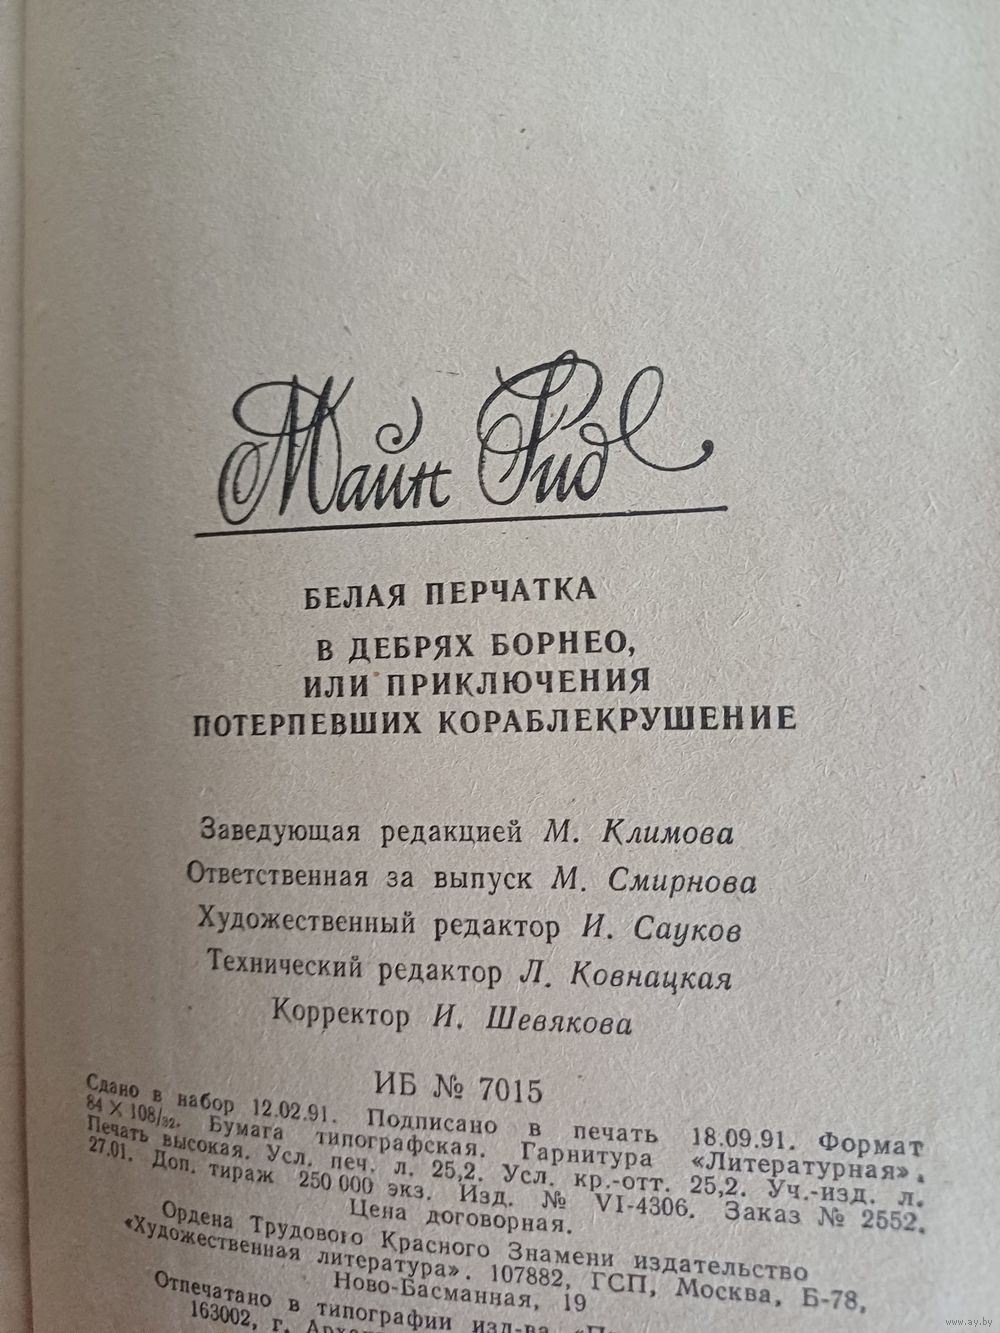 Майн Рид
БЕЛАЯ ПЕРЧАТКА
В ДЕБРЯХ БОРНЕО,
ИЛИ ПРИКЛЮЧЕНИЯ
ПОТЕРПЕВШИХ КОРАБЛЕКРУШЕНИЕ
Заведующая редакцией М. Климова
Ответственная за выпуск М. Смирнова
Художественный редактор И. Сауков
Технический редактор Л. Ковнацкая
Корректор И. Шевякова
ИБ № 7015
Сдано в набор 12.02.91. Подписано в печать 18.09.91. Формат
84 X 108/32. Бумага типографская. Гарнитура «Литературная».
Печать высокая. Усл. печ. л. 25,2. Усл. кр.-отт. 25,2. Уч.-изд. л.
27.01. Доп. тираж 250 000 экз. Изд. № VI-4306. Заказ № 2552.
Цена договорная.
Ордена Трудового Красного Знамени издательство
«Художественная литература». 107882, ГСП, Москва, Б-78,
Ново-Басманная, 19
Отпечатано в типографии изд-ва
163002, г.
www.ay.by